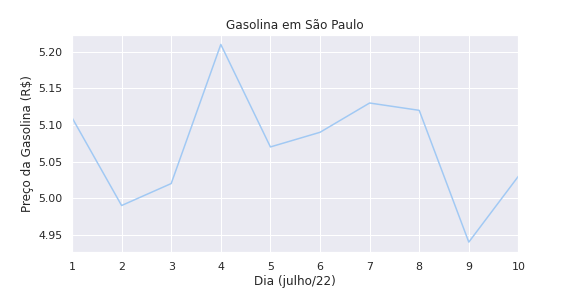 Gasolina em São Paulo
Preço da Gasolina (R$)
5.20
5.15
5.10
5.05
5.00
4.95
1 2 3 4 5 6 7 8 9 10
Dia (julho/22)